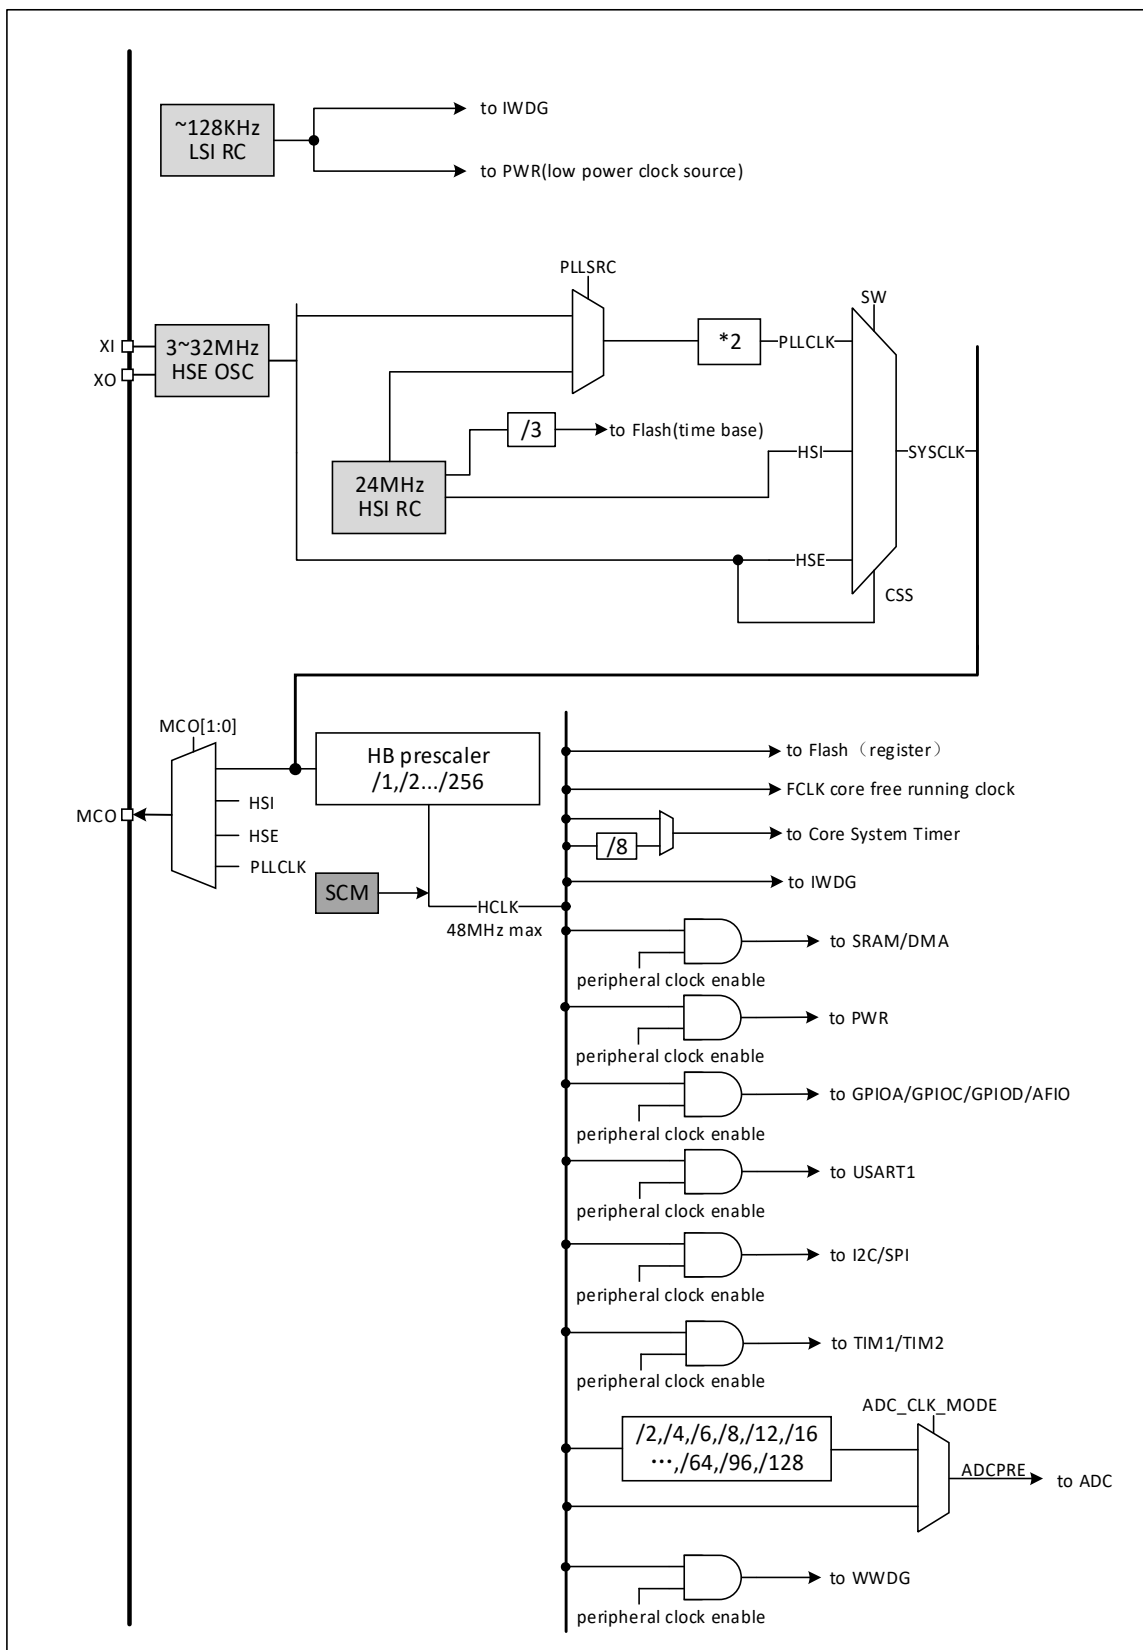 ~128KHz
LSI RC
to IWDG
to PWR(low power clock source)
PLLSRC
SW
XI
XO
3~32MHz
HSE OSC
*2
PLLCLK
/3
to Flash(time base)
24MHz
HSI RC
HSI
SYSCLK
HSE
CSS
MCO[1:0]
HB prescaler
/1,/2.../256
to Flash（register）
FCLK core free running clock
HSI
MCO
HSE
/8
to Core System Timer
PLLCLK
SCM
to IWDG
HCLK
48MHz max
to SRAM/DMA
peripheral clock enable
to PWR
peripheral clock enable
to GPIOA/GPIOC/GPIOD/AFIO
peripheral clock enable
to USART1
peripheral clock enable
to I2C/SPI
peripheral clock enable
to TIM1/TIM2
peripheral clock enable
ADC_CLK_MODE
/2,/4,/6,/8,/12,/16
···,/64,/96,/128
ADCPRE
to ADC
to WWDG
peripheral clock enable